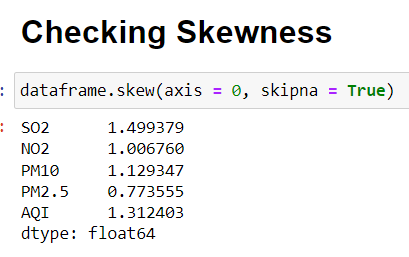 Checking Skewness
: dataframe.skew(axis = 0, skipna = True)
: SO2 1.499379
NO2 1.006760
PM10 1.129347
PM2.5 0.773555
AQI 1.312403
dtype: float64